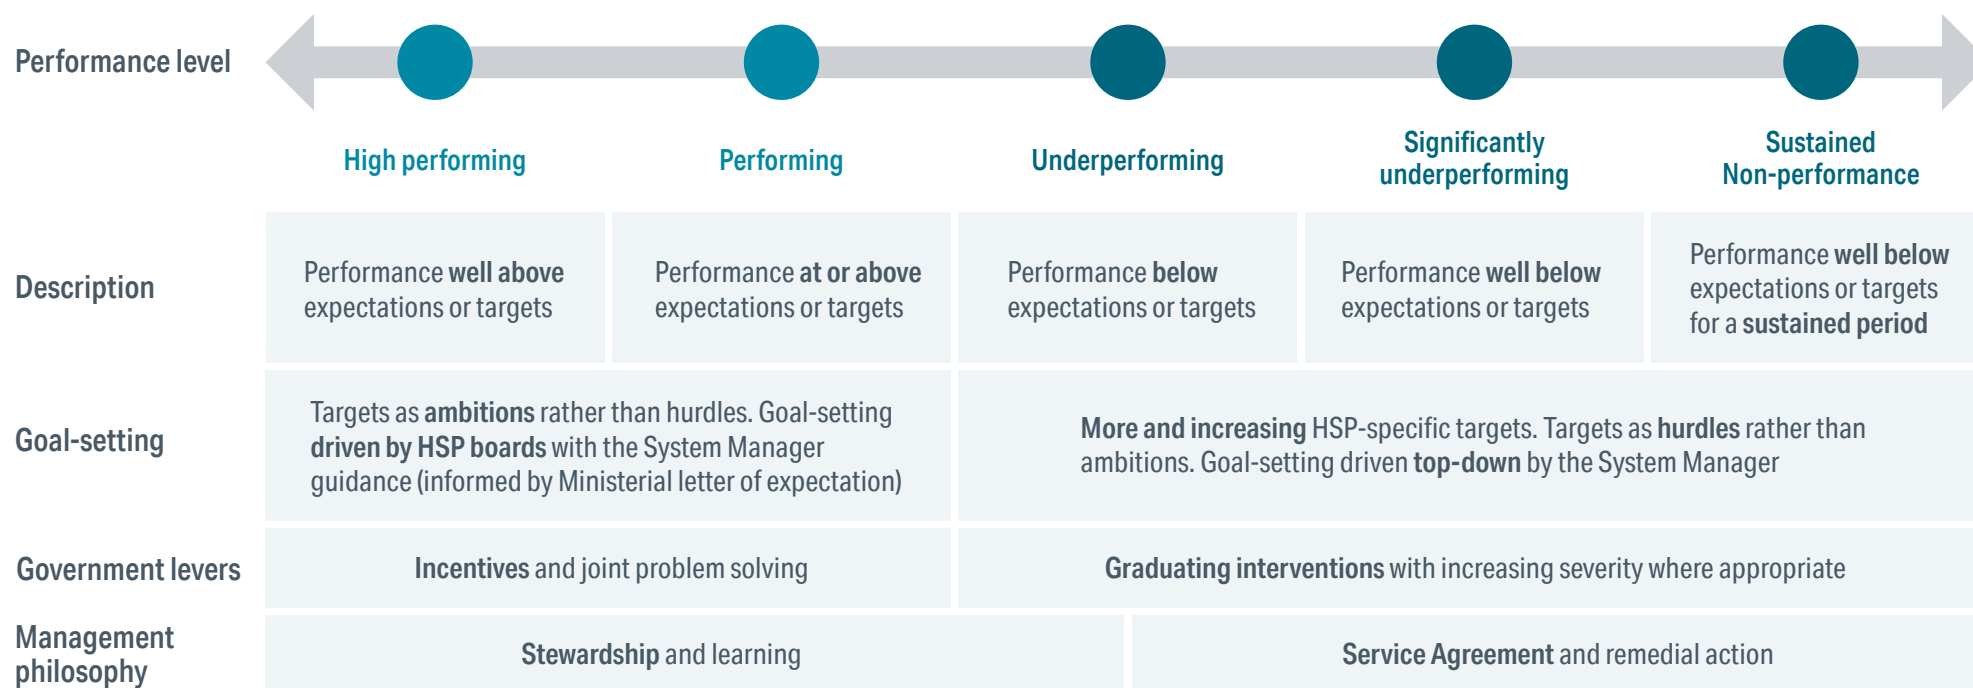 Performance level
High performing
Performing
Underperforming
Significantly
underperforming
Sustained
Non-performance
Description
Performance well above
expectations or targets
Performance at or above
expectations or targets
Performance below
expectations or targets
Performance well below
expectations or targets
Performance well below
expectations or targets
for a sustained period
Goal-setting
Targets as ambitions rather than hurdles. Goal-setting
driven by HSP boards with the System Manager
guidance (informed by Ministerial letter of expectation)
More and increasing HSP-specific targets. Targets as hurdles rather than
ambitions. Goal-setting driven top-down by the System Manager
Government levers
Incentives and joint problem solving
Graduating interventions with increasing severity where appropriate
Management
philosophy
Stewardship and learning
Service Agreement and remedial action